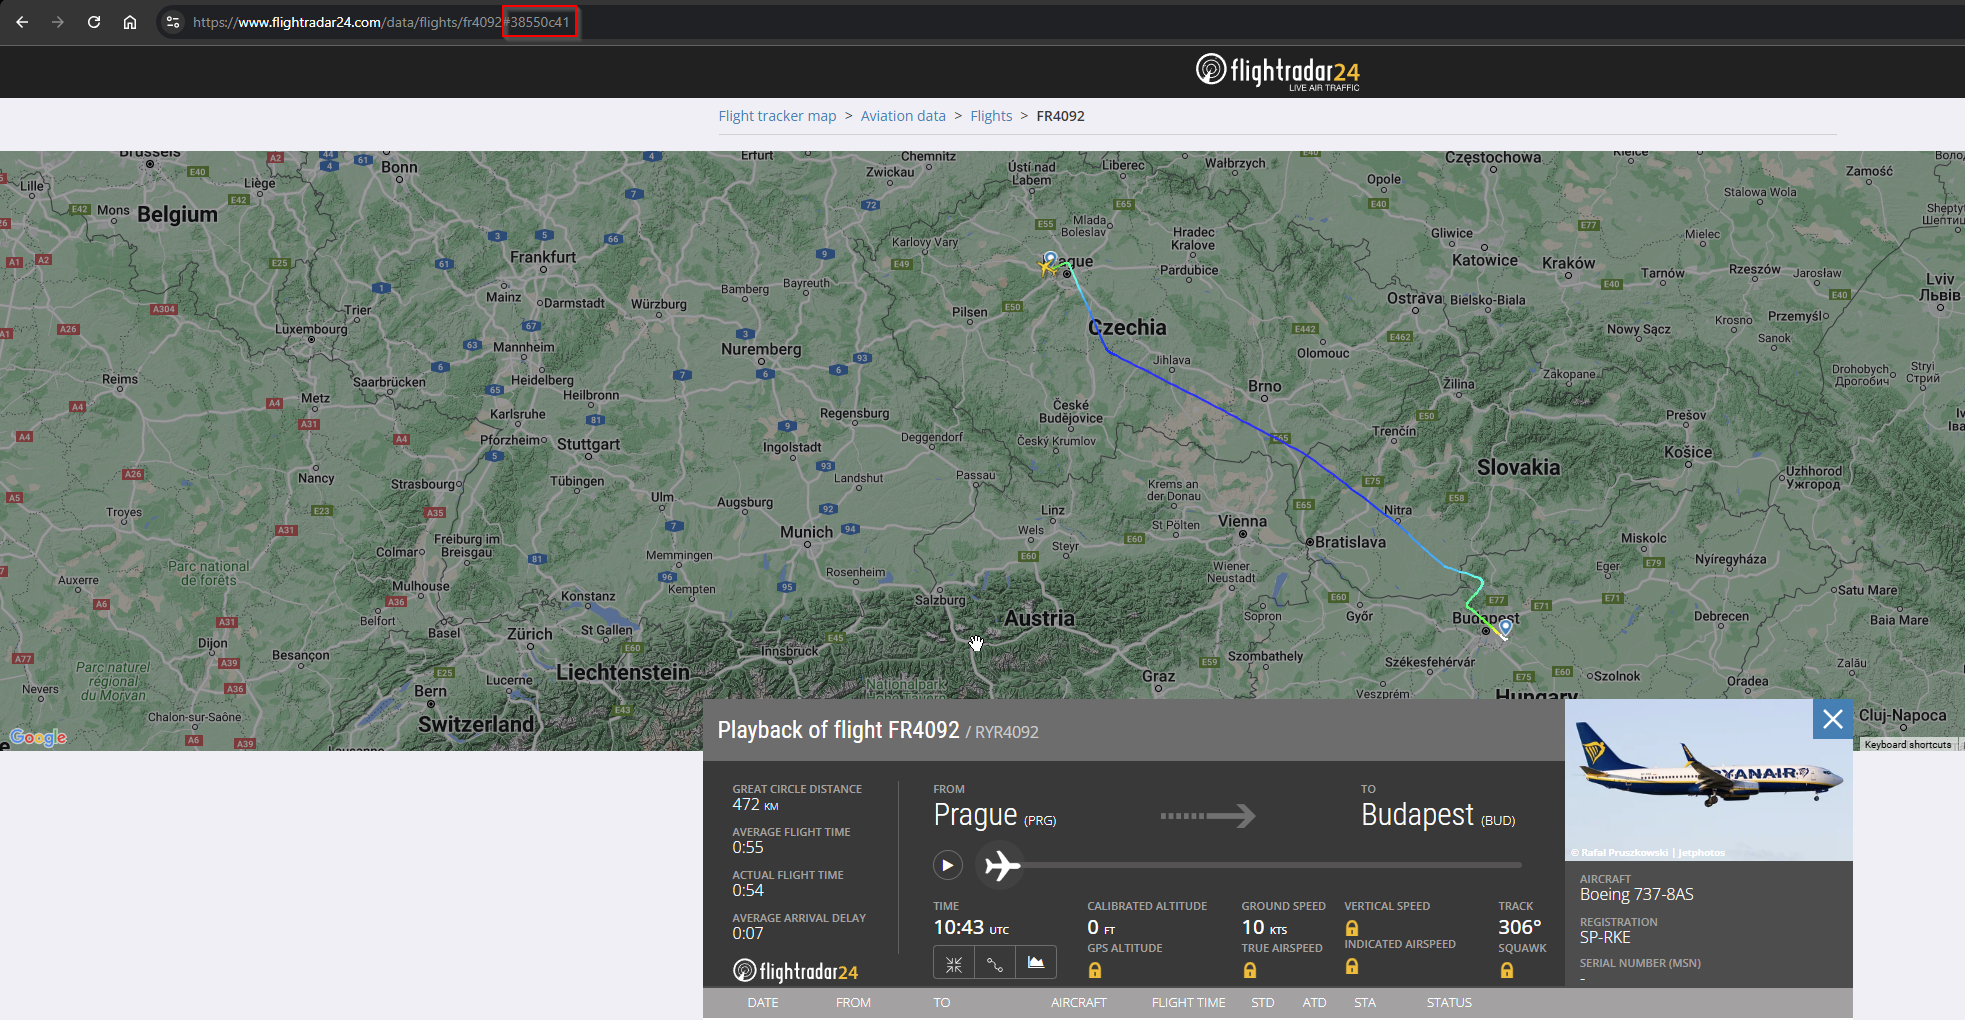 https://www.flightradar24.com/data/flights/fr4092#38550c41
flightradar24
LIVE AIR TRAFFIC
Flight tracker map > Aviation data > Flights > FR4092
Brussels
Lille
Liège
Mons
Belgium
Bonn
Erfurt
Chemnitz
Zwickau
Ústí nad
Labem
Liberec
Wałbrzych
Częstochowa
Kielce
Opole
Stalowa Wola
Zamość
Frankfurt
Mainz
Darmstadt
Würzburg
Bamberg
Bayreuth
Karlovy Vary
Mlada
Boleslav
Hradec
Kralove
Pardubice
Gliwice
Katowice
Kraków
Mielec
Tarnów
Rzeszów
Jarosław
Lviv
Львів
Trier
Luxembourg
Mannheim
Heidelberg
Nuremberg
Pilsen
Czechia
Jihlava
Olomouc
Ostrava
Bielsko-Biala
Nowy Sącz
Krosno
Sanok
Przemyśl
Reims
Metz
Saarbrücken
Karlsruhe
Heilbronn
Pforzheim
Stuttgart
Regensburg
Ingolstadt
Deggendorf
České
Budějovice
Český Krumlov
Brno
Žilina
Zakopane
Trenčín
Prešov
Košice
Drohobych
Дрогобич
Stryi
Стрий
Nancy
Strasbourg
Tübingen
Ulm
Augsburg
Landshut
Passau
Krems an
der Donau
Slovakia
Uzhhorod
Ужгород
Troyes
Colmar
Freiburg im
Breisgau
Munich
Linz
Wels
Steyr
St Pölten
Vienna
Bratislava
Nitra
Miskolc
Nyíregyháza
Auxerre
Parc national
de forêts
Mulhouse
Belfort
Basel
Konstanz
Memmingen
Kempten
Rosenheim
Salzburg
Wiener
Neustadt
Sopron
Győr
Eger
Debrecen
Satu Mare
Baia Mare
Dijon
Besançon
Zürich
St Gallen
Liechtenstein
Innsbruck
Austria
Graz
Szombathely
Székesfehérvár
Budapest
Szolnok
Oradea
Zalău
Nevers
Parc naturel
régional
du Morvan
Chalon-sur-Saône
Bern
Lucerne
Switzerland
Lausanne
Nationalpark
Veszprém
Hungary
Cluj-Napoca
Google
Keyboard shortcuts
Playback of flight FR4092 / RYR4092
GREAT CIRCLE DISTANCE
472 KM
AVERAGE FLIGHT TIME
0:55
ACTUAL FLIGHT TIME
0:54
AVERAGE ARRIVAL DELAY
0:07
flightradar24
FROM
Prague (PRG)
TO
Budapest (BUD)
TIME
10:43 UTC
CALIBRATED ALTITUDE
0 FT
GPS ALTITUDE
GROUND SPEED
10 KTS
TRUE AIRSPEED
VERTICAL SPEED
INDICATED AIRSPEED
TRACK
306°
SQUAWK
RYANAIR
© Rafal Pruszkowski | Jetphotos
AIRCRAFT
Boeing 737-8AS
REGISTRATION
SP-RKE
SERIAL NUMBER (MSN)
-
DATE FROM TO AIRCRAFT FLIGHT TIME STD ATD STA STATUS